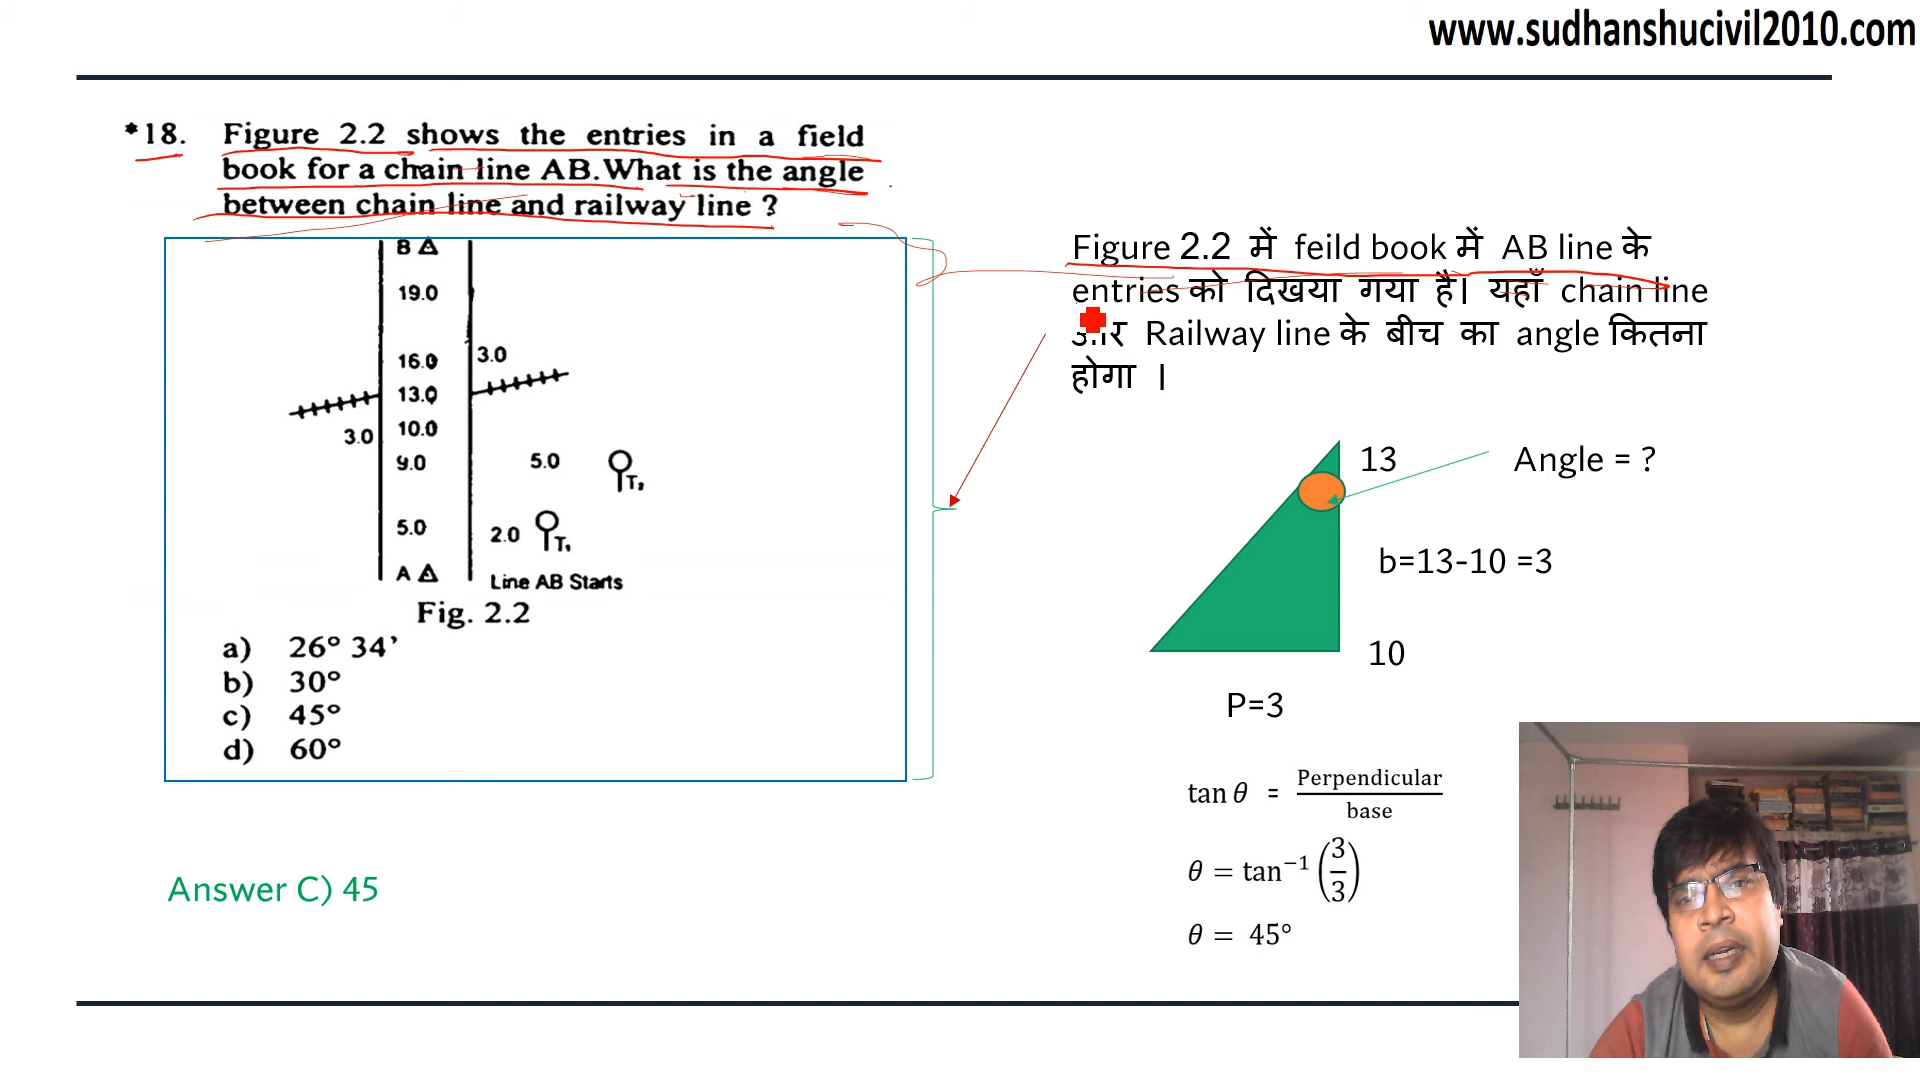 www.sudhanshucivil2010.com
*18. Figure 2.2 shows the entries in a field
book for a chain line AB. What is the angle
between chain line and railway line ?
B
19.0
16.0 3.0
13.0
3.0 10.0
9.0 5.0 T₂
5.0 2.0 T₁
A Line AB Starts
Fig. 2.2
a) 26° 34’
b) 30°
c) 45°
d) 60°
Answer C) 45
Figure 2.2 में feild book में AB line के
entries को दिखया गया है। यहाँ chain line
Railway line के बीच का angle कितना
होगा ।
13 Angle = ?
b=13-10 =3
10
P=3
tan θ = Perpendicular / base
θ = tan⁻¹ (3/3)
θ = 45°